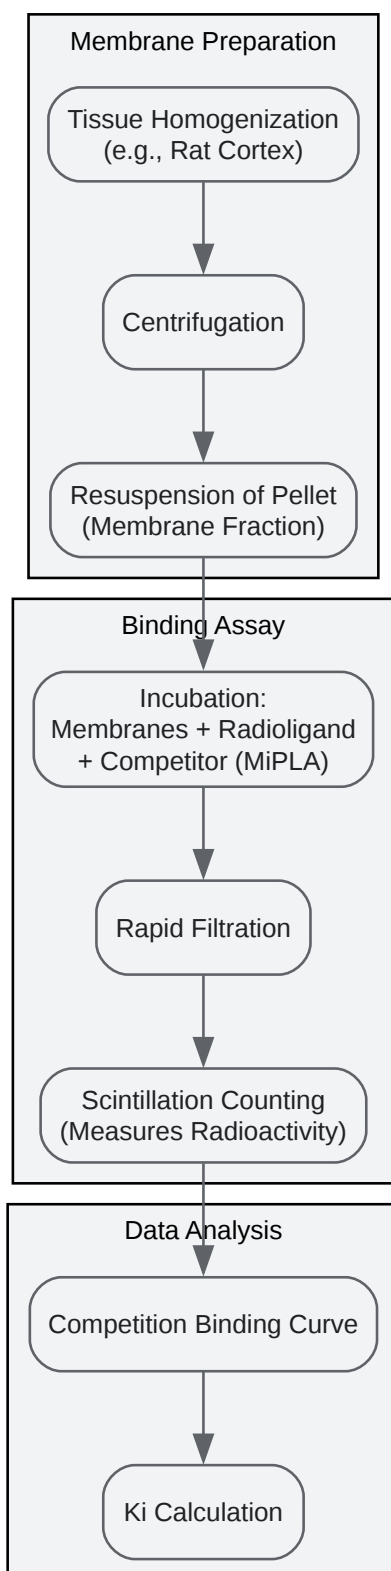 Membrane Preparation
Tissue Homogenization
(e.g., Rat Cortex)
Centrifugation
Resuspension of Pellet
(Membrane Fraction)
Binding Assay
Incubation:
Membranes + Radioligand
+ Competitor (MiPLA)
Rapid Filtration
Scintillation Counting
(Measures Radioactivity)
Data Analysis
Competition Binding Curve
Ki Calculation